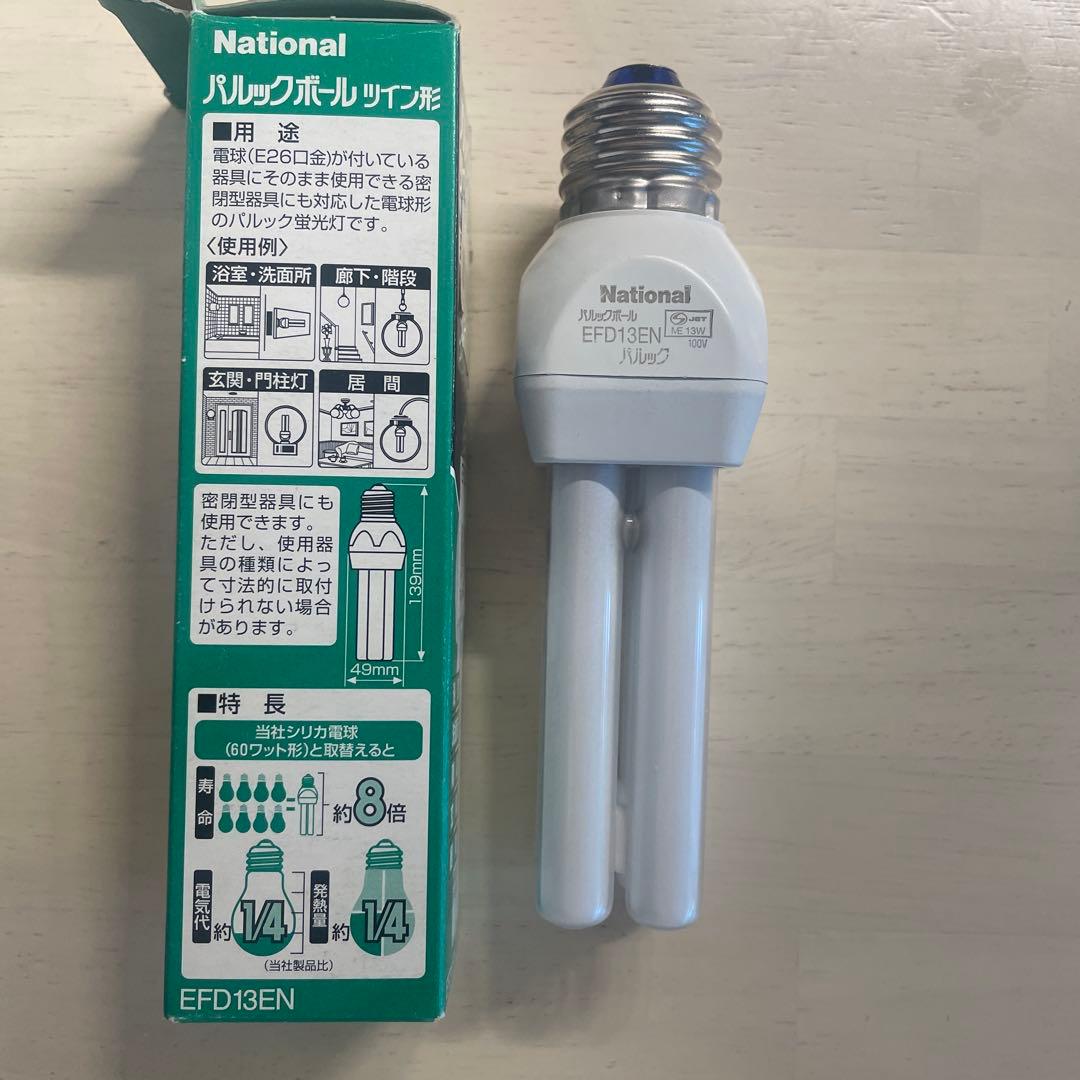 National
パルックボール ツイン形
■用 途
電球(E26口金)が付いている
器具にそのまま使用できる密
閉型器具にも対応した電球形
のパルック蛍光灯です。
〈使用例〉
浴室・洗面所
廊下・階段
玄関・門柱灯
居 間
密閉型器具にも
使用できます。
ただし、使用器
具の種類によっ
て寸法的に取付
けられない場合
があります。
139mm
49mm
■特 長
当社シリカ電球
(60ワット形)と取替えると
寿命
約8倍
電気代
約1/4
発熱量
約1/4
(当社製品比)
EFD13EN
National
パルックボール
EFD13EN
パルック
JET
ME 13W
100V